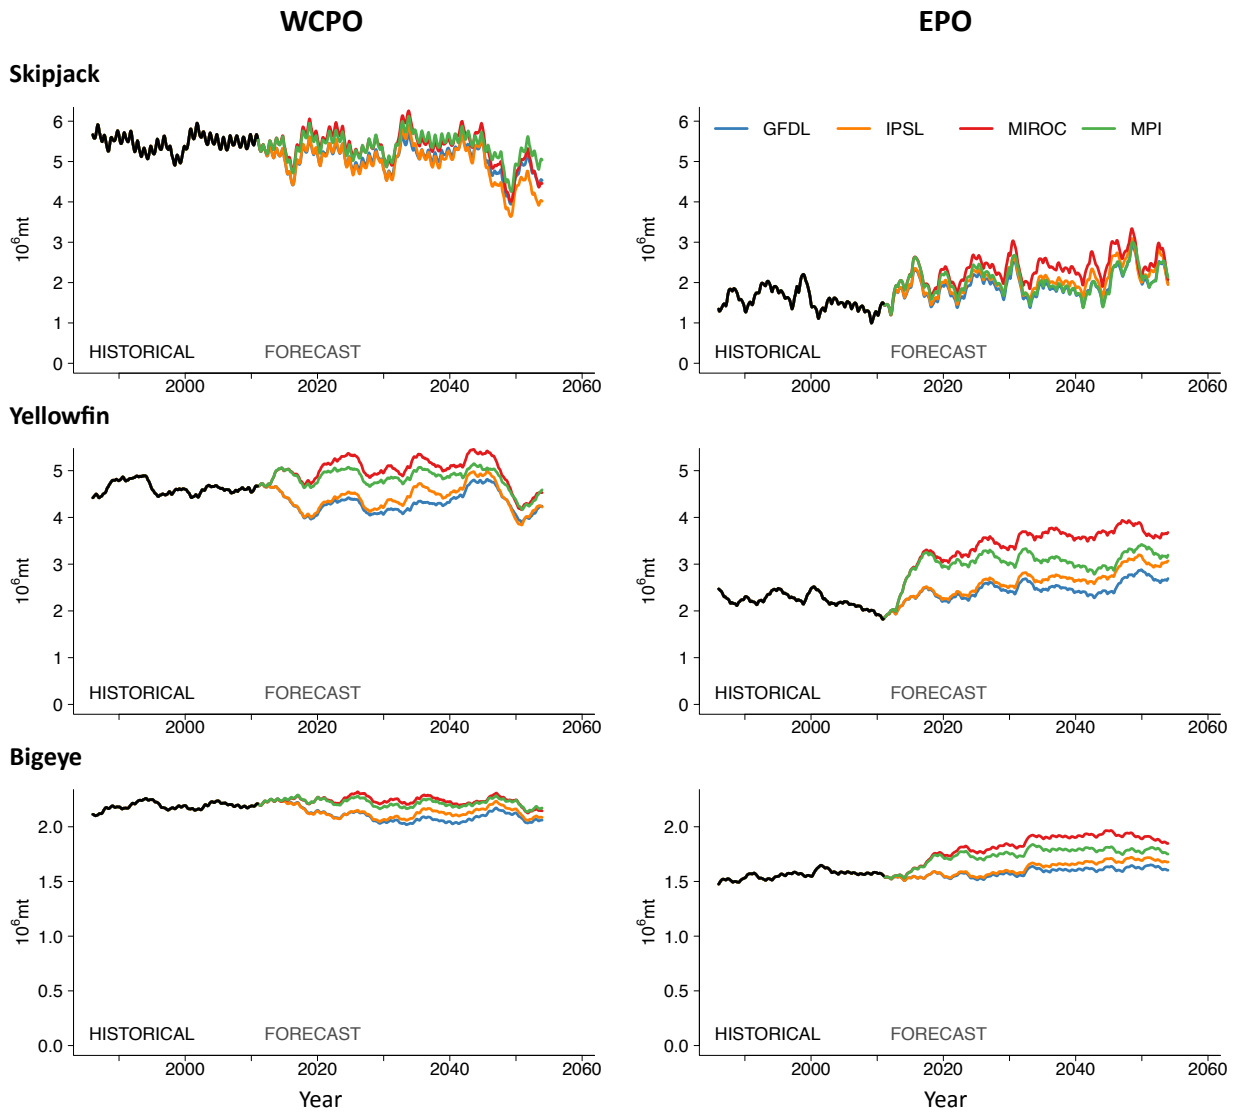 WCPO EPO
Skipjack
6 6 GFDL IPSL MIROC MPI
5 5
4 4
10⁶mt 10⁶mt
3 3
2 2
1 1
0 HISTORICAL FORECAST 0 HISTORICAL FORECAST
2000 2020 2040 2060 2000 2020 2040 2060
Yellowfin
5 5
4 4
10⁶mt 10⁶mt
3 3
2 2
1 1
0 HISTORICAL FORECAST 0 HISTORICAL FORECAST
2000 2020 2040 2060 2000 2020 2040 2060
Bigeye
2.0 2.0
1.5 1.5
10⁶mt 10⁶mt
1.0 1.0
0.5 0.5
0.0 HISTORICAL FORECAST 0.0 HISTORICAL FORECAST
2000 2020 2040 2060 2000 2020 2040 2060
Year Year